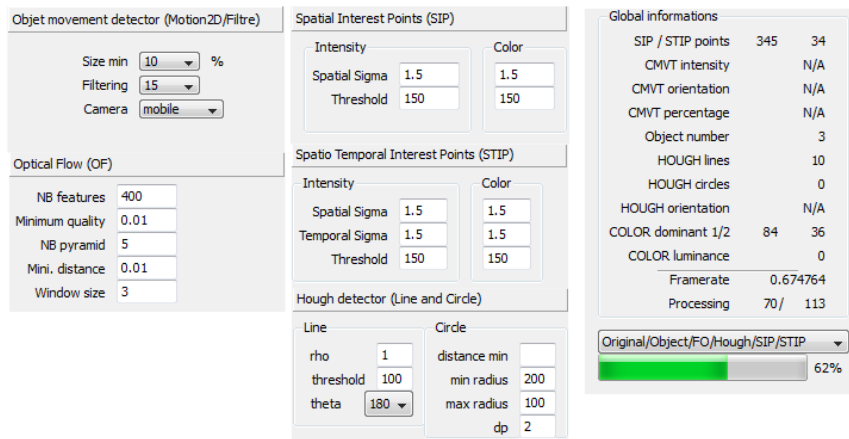 Objet movement detector (Motion2D/Filtre)
Size min 10 %
Filtering 15
Camera mobile
Optical Flow (OF)
NB features 400
Minimum quality 0.01
NB pyramid 5
Mini. distance 0.01
Window size 3
Spatial Interest Points (SIP)
Intensity Color
Spatial Sigma 1.5 1.5
Threshold 150 150
Spatio Temporal Interest Points (STIP)
Intensity Color
Spatial Sigma 1.5 1.5
Temporal Sigma 1.5 1.5
Threshold 150 150
Hough detector (Line and Circle)
Line Circle
rho 1 distance min
threshold 100 min radius 200
theta 180 max radius 100
dp 2
Global informations
SIP / STIP points 345 34
CMVT intensity N/A
CMVT orientation N/A
CMVT percentage N/A
Object number 3
HOUGH lines 10
HOUGH circles 0
HOUGH orientation N/A
COLOR dominant 1/2 84 36
COLOR luminance 0
Framerate 0.674764
Processing 70/ 113
Original/Object/FO/Hough/SIP/STIP
62%